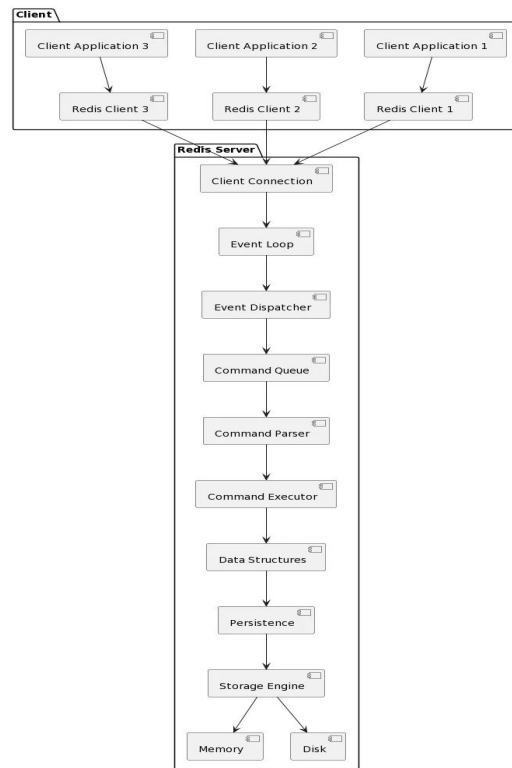 Client
Client Application 3
Client Application 2
Client Application 1
Redis Client 3
Redis Client 2
Redis Client 1
Redis Server
Client Connection
Event Loop
Event Dispatcher
Command Queue
Command Parser
Command Executor
Data Structures
Persistence
Storage Engine
Memory
Disk